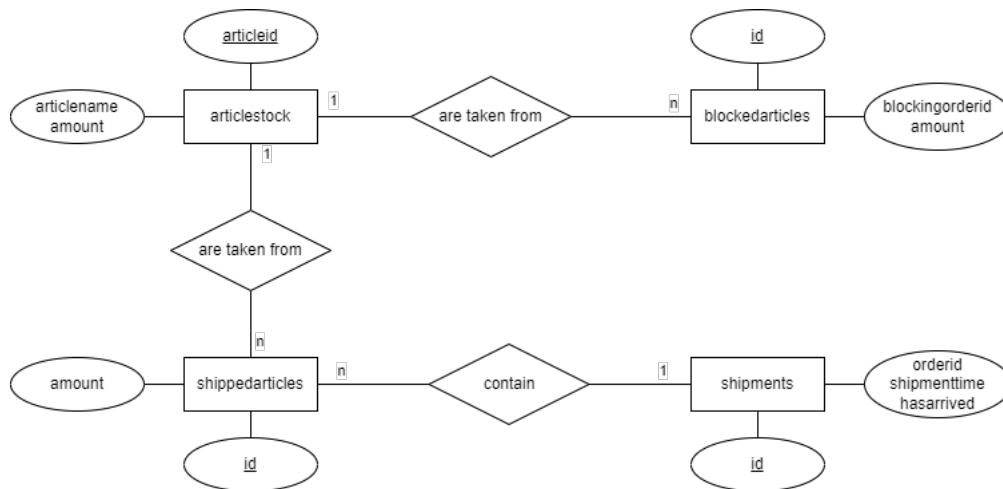 articleid
id
articlename
amount
articlestock
1
are taken from
n
blockedarticles
blockingorderid
amount
1
are taken from
n
amount
shippedarticles
n
contain
1
shipments
orderid
shipmenttime
hasarrived
id
id